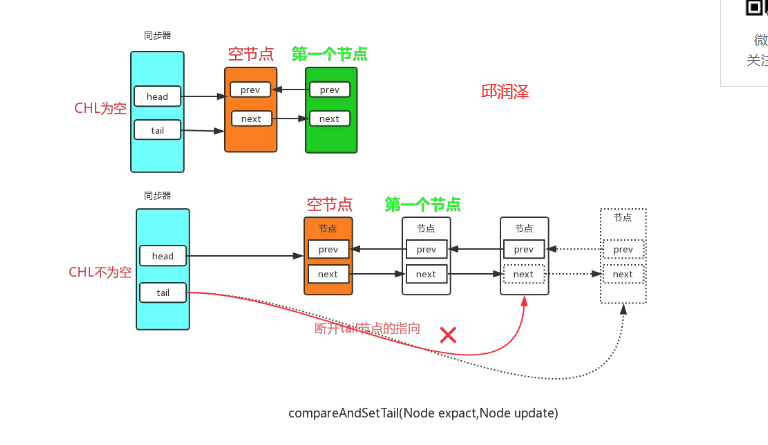 微
关注
同步器
空节点
第一个节点
CHL为空
head
tail
prev
next
prev
next
邱润泽
同步器
空节点
第一个节点
CHL不为空
head
tail
节点
prev
next
节点
prev
next
节点
prev
next
节点
prev
next
断开tail节点的指向
compareAndSetTail(Node expact,Node update)